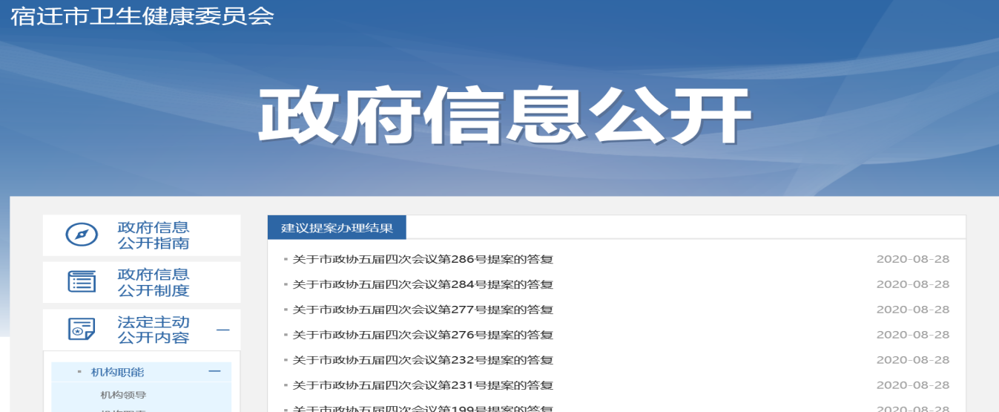 宿迁市卫生健康委员会
政府信息公开
政府信息
公开指南
政府信息
公开制度
法定主动
公开内容
机构职能
机构领导
机构职责
建议提案办理结果
关于市政协五届四次会议第286号提案的答复 2020-08-28
关于市政协五届四次会议第284号提案的答复 2020-08-28
关于市政协五届四次会议第277号提案的答复 2020-08-28
关于市政协五届四次会议第276号提案的答复 2020-08-28
关于市政协五届四次会议第232号提案的答复 2020-08-28
关于市政协五届四次会议第231号提案的答复 2020-08-28
关于市政协五届四次会议第199号提案的答复 2020-08-28